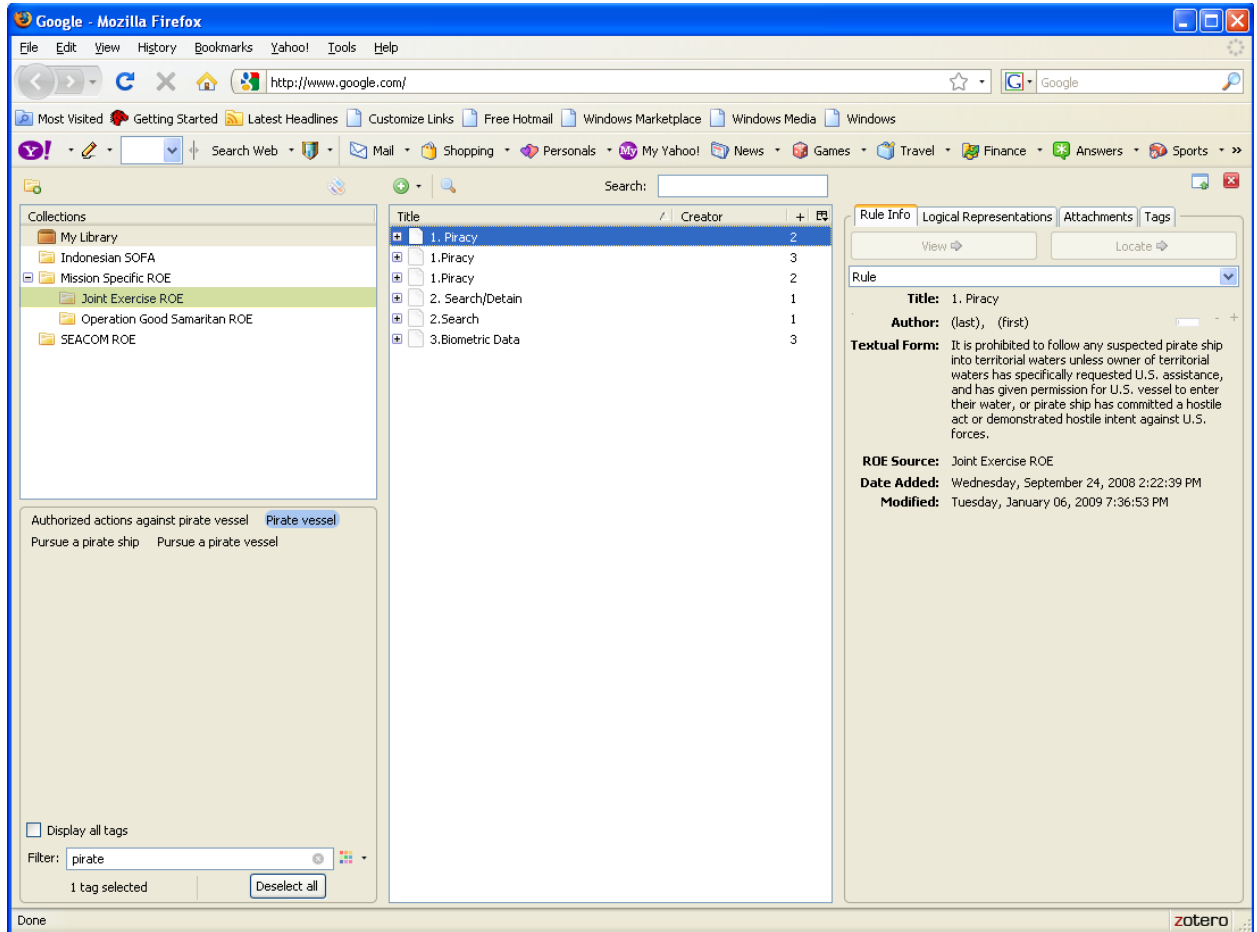 Google - Mozilla Firefox
File Edit View History Bookmarks Yahoo! Tools Help
http://www.google.com/
G Google
Most Visited Getting Started Latest Headlines Customize Links Free Hotmail Windows Marketplace Windows Media Windows
Y! Search Web Mail Shopping Personals My My Yahoo! News Games Travel Finance Answers Sports »
Search:
Collections
My Library
Indonesian SOFA
Mission Specific ROE
Joint Exercise ROE
Operation Good Samaritan ROE
SEACOM ROE
Authorized actions against pirate vessel Pirate vessel
Pursue a pirate ship Pursue a pirate vessel
Display all tags
Filter: pirate
1 tag selected Deselect all
Title / Creator +
1. Piracy 2
1.Piracy 3
1.Piracy 2
2. Search/Detain 1
2.Search 1
3.Biometric Data 3
Rule Info Logical Representations Attachments Tags
View Locate
Rule
Title: 1. Piracy
Author: (last), (first) - +
Textual Form: It is prohibited to follow any suspected pirate ship
into territorial waters unless owner of territorial
waters has specifically requested U.S. assistance,
and has given permission for U.S. vessel to enter
their water, or pirate ship has committed a hostile
act or demonstrated hostile intent against U.S.
forces.
ROE Source: Joint Exercise ROE
Date Added: Wednesday, September 24, 2008 2:22:39 PM
Modified: Tuesday, January 06, 2009 7:36:53 PM
Done zotero